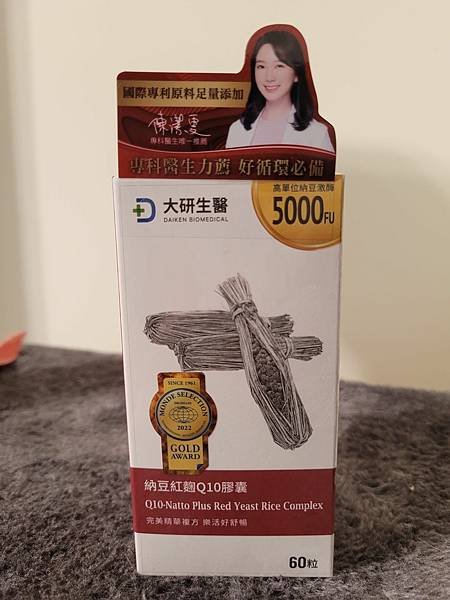 國際專利原料足量添加
專科醫生唯一推薦
專科醫生力薦 好循環必備
高單位納豆激酶
5000FU
大研生醫
DAIKEN BIOMEDICAL
SINCE 1961
MONDE SELECTION
2022
GOLD
AWARD
納豆紅麴Q10膠囊
Q10·Natto Plus Red Yeast Rice Complex
完美精華複方 樂活好舒暢
60粒